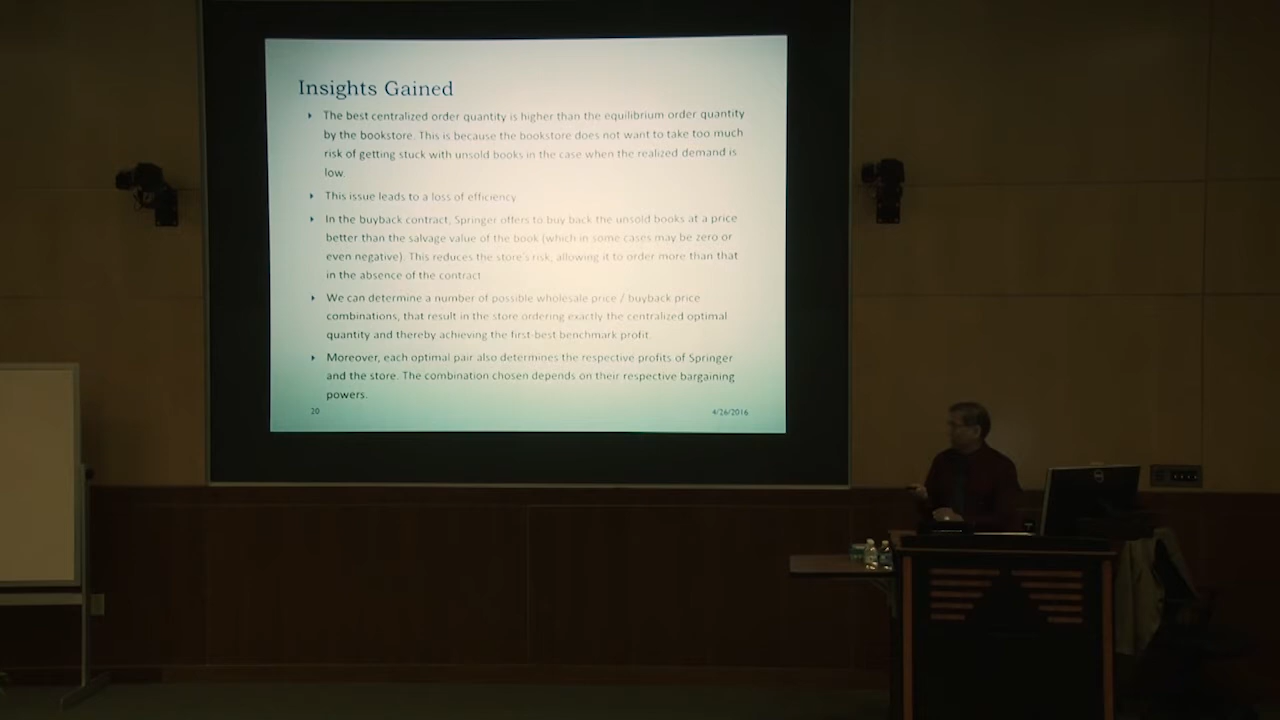 Insights Gained
The best centralized order quantity is higher than the equilibrium order quantity
by the bookstore. This is because the bookstore does not want to take too much
risk of getting stuck with unsold books in the case when the realized demand is
low.
This issue leads to a loss of efficiency
In the buyback contract, Springer offers to buy back the unsold books at a price
better than the salvage value of the book (which in some cases may be zero or
even negative). This reduces the store's risk, allowing it to order more than that
in the absence of the contract.
We can determine a number of possible wholesale price / buyback price
combinations, that result in the store ordering exactly the centralized optimal
quantity and thereby achieving the first-best benchmark profit.
Moreover, each optimal pair also determines the respective profits of Springer
and the store. The combination chosen depends on their respective bargaining
powers.
20
4/26/2016